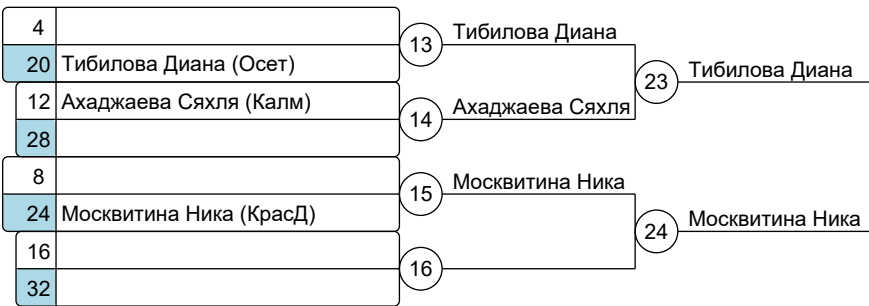 4
20 Тибилова Диана (Осет)
13
Тибилова Диана
12 Ахаджаева Сяхля (Калм)
28
14
Ахаджаева Сяхля
23
Тибилова Диана
8
24 Москвитина Ника (КрасД)
15
Москвитина Ника
16
32
16
24
Москвитина Ника